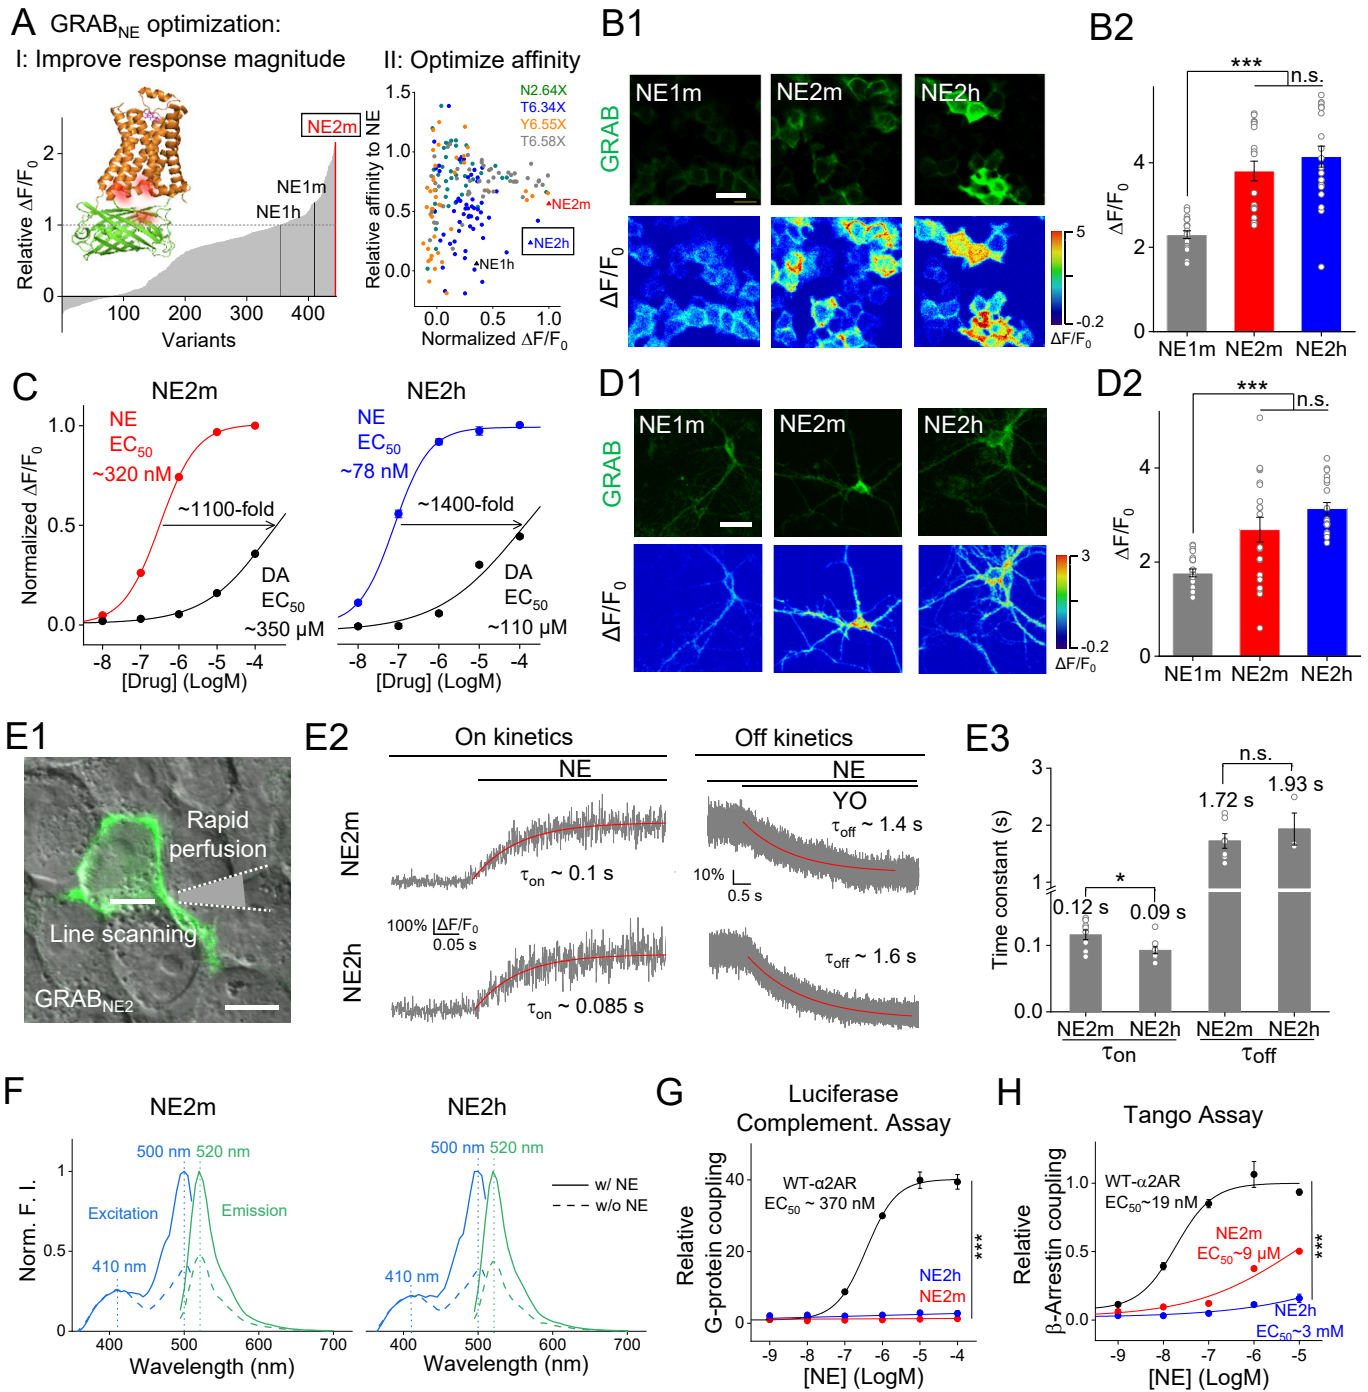 A GRAB_NE optimization:
I: Improve response magnitude
II: Optimize affinity
Relative ΔF/F₀
2
1
0
100
200
300
400
Variants
NE2m
NE1m
NE1h
Relative affinity to NE
1.5
1.0
0.5
0.0
0.0
0.5
1.0
Normalized ΔF/F₀
N2.64X
T6.34X
Y6.55X
T6.58X
NE2m
NE2h
NE1h
B1
GRAB
ΔF/F₀
NE1m
NE2m
NE2h
5
-0.2
ΔF/F₀
B2
***
n.s.
ΔF/F₀
4
2
0
NE1m
NE2m
NE2h
C
NE2m
NE2h
Normalized ΔF/F₀
1.0
0.5
0.0
NE
EC₅₀
~320 nM
~1100-fold
DA
EC₅₀
~350 µM
-8
-7
-6
-5
-4
[Drug] (LogM)
NE
EC₅₀
~78 nM
~1400-fold
DA
EC₅₀
~110 µM
-8
-7
-6
-5
-4
[Drug] (LogM)
D1
GRAB
ΔF/F₀
NE1m
NE2m
NE2h
3
-0.2
ΔF/F₀
D2
***
n.s.
ΔF/F₀
4
2
0
NE1m
NE2m
NE2h
E1
Rapid
perfusion
Line scanning
GRAB_NE2
E2
On kinetics
NE
Off kinetics
NE
YO
NE2m
τon ~ 0.1 s
τoff ~ 1.4 s
10%
0.5 s
100%
ΔF/F₀
0.05 s
NE2h
τon ~ 0.085 s
τoff ~ 1.6 s
E3
Time constant (s)
3
2
1
0.1
0.0
n.s.
1.72 s
1.93 s
*
0.12 s
0.09 s
NE2m
NE2h
NE2m
NE2h
τon
τoff
F
NE2m
NE2h
Norm. F. I.
1
0.5
0
500 nm
520 nm
Excitation
Emission
410 nm
400
500
600
700
Wavelength (nm)
500 nm
520 nm
410 nm
w/ NE
w/o NE
400
500
600
700
Wavelength (nm)
G
Luciferase
Complement. Assay
Relative
G-protein coupling
40
20
0
WT-α2AR
EC₅₀ ~ 370 nM
NE2h
NE2m
***
-9
-8
-7
-6
-5
-4
[NE] (LogM)
H
Tango Assay
Relative
β-Arrestin coupling
1.0
0.5
0.0
WT-α2AR
EC₅₀~19 nM
NE2m
EC₅₀~9 µM
NE2h
EC₅₀~3 mM
***
-9
-8
-7
-6
-5
[NE] (LogM)